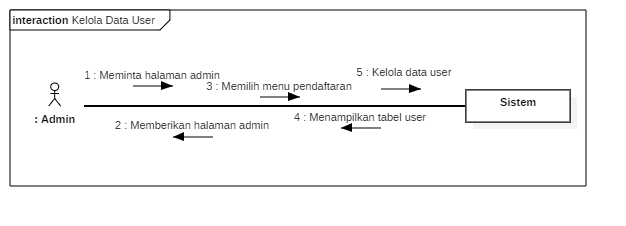 interaction Kelola Data User
1 : Meminta halaman admin
3 : Memilih menu pendaftaran
5 : Kelola data user
: Admin
Sistem
2 : Memberikan halaman admin
4 : Menampilkan tabel user